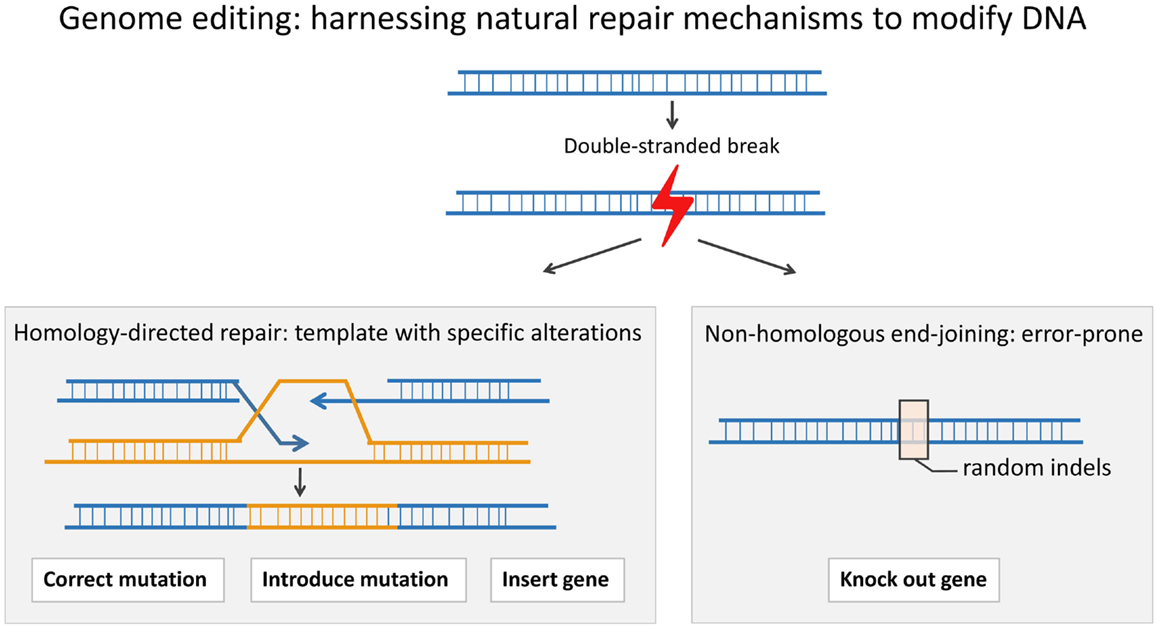 Genome editing: harnessing natural repair mechanisms to modify DNA
Double-stranded break
Homology-directed repair: template with specific alterations
Correct mutation
Introduce mutation
Insert gene
Non-homologous end-joining: error-prone
random indels
Knock out gene